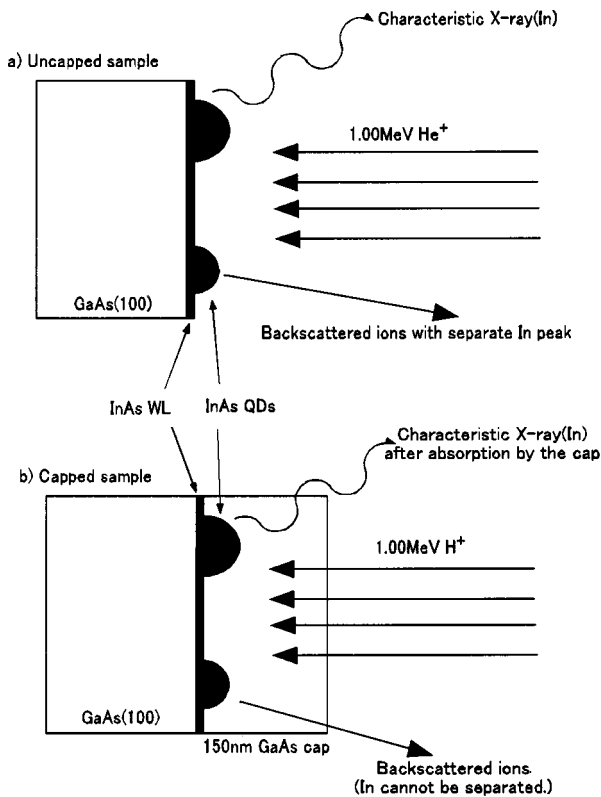 Characteristic X-ray(In)
a) Uncapped sample
1.00MeV He+
GaAs(100)
Backscattered ions with separate In peak
InAs WL
InAs QDs
Characteristic X-ray(In)
after absorption by the cap
b) Capped sample
1.00MeV H+
GaAs(100)
150nm GaAs cap
Backscattered ions.
(In cannot be separated.)